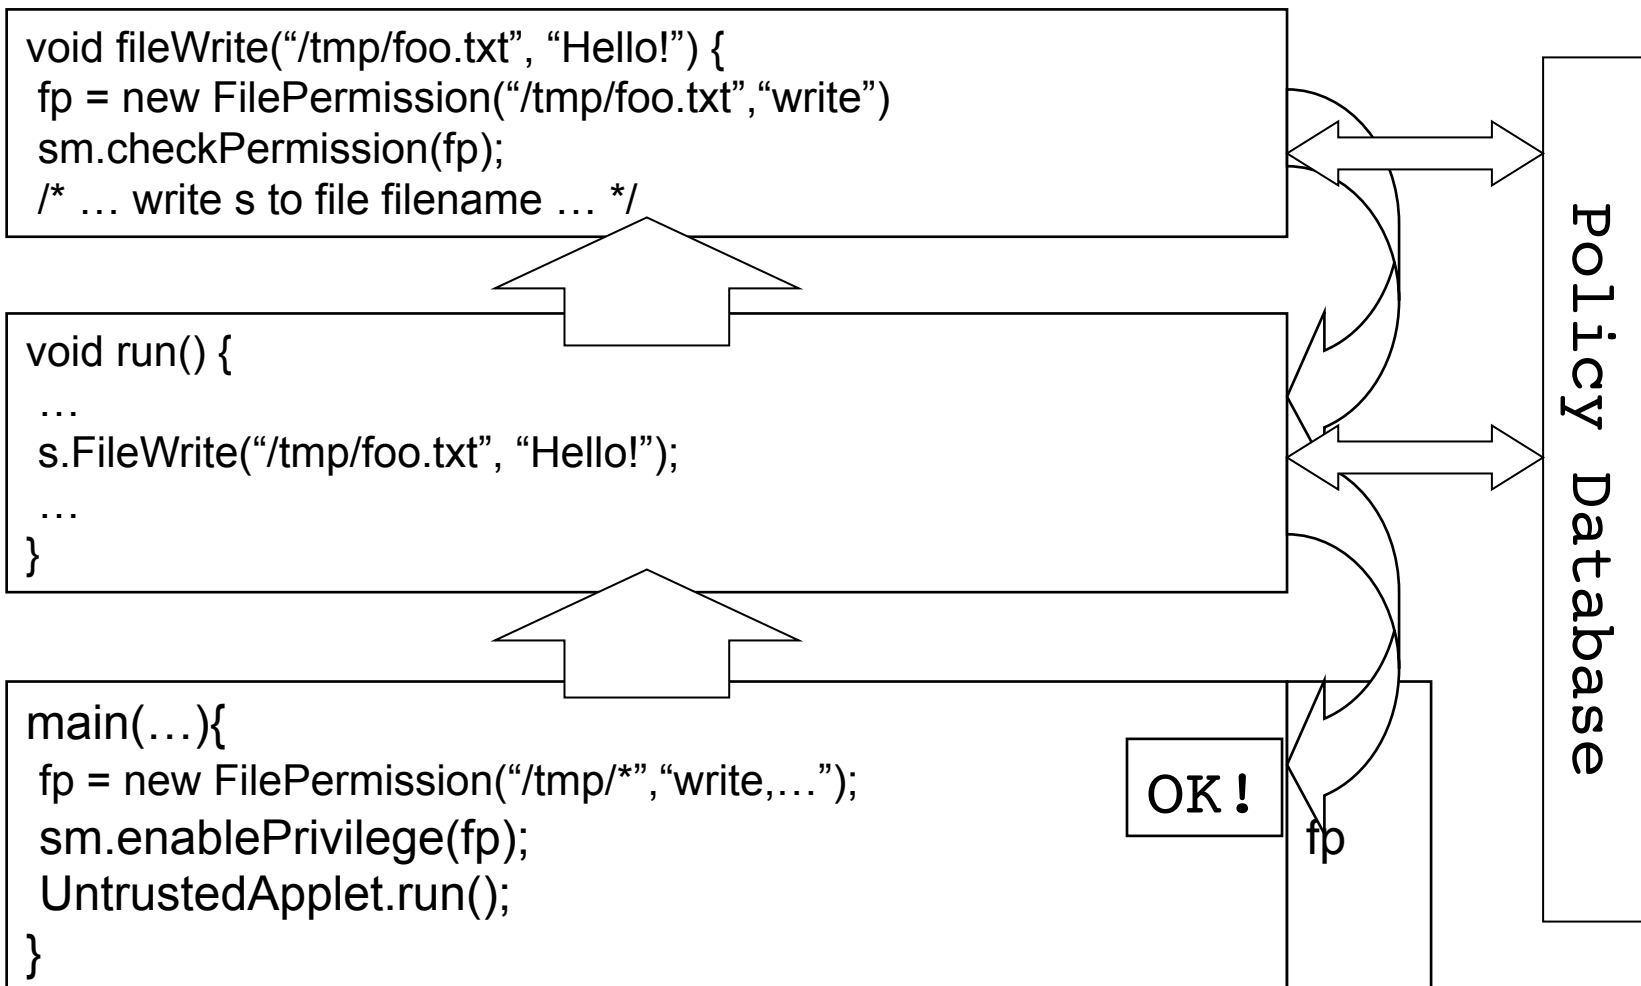 void fileWrite(“/tmp/foo.txt”, “Hello!”) {
fp = new FilePermission(“/tmp/foo.txt”,“write”)
sm.checkPermission(fp);
/* … write s to file filename … */
void run() {
…
s.FileWrite(“/tmp/foo.txt”, “Hello!”);
…
}
main(…){
fp = new FilePermission(“/tmp/*”,“write,…”);
sm.enablePrivilege(fp);
UntrustedApplet.run();
}
OK!
fp
Policy Database